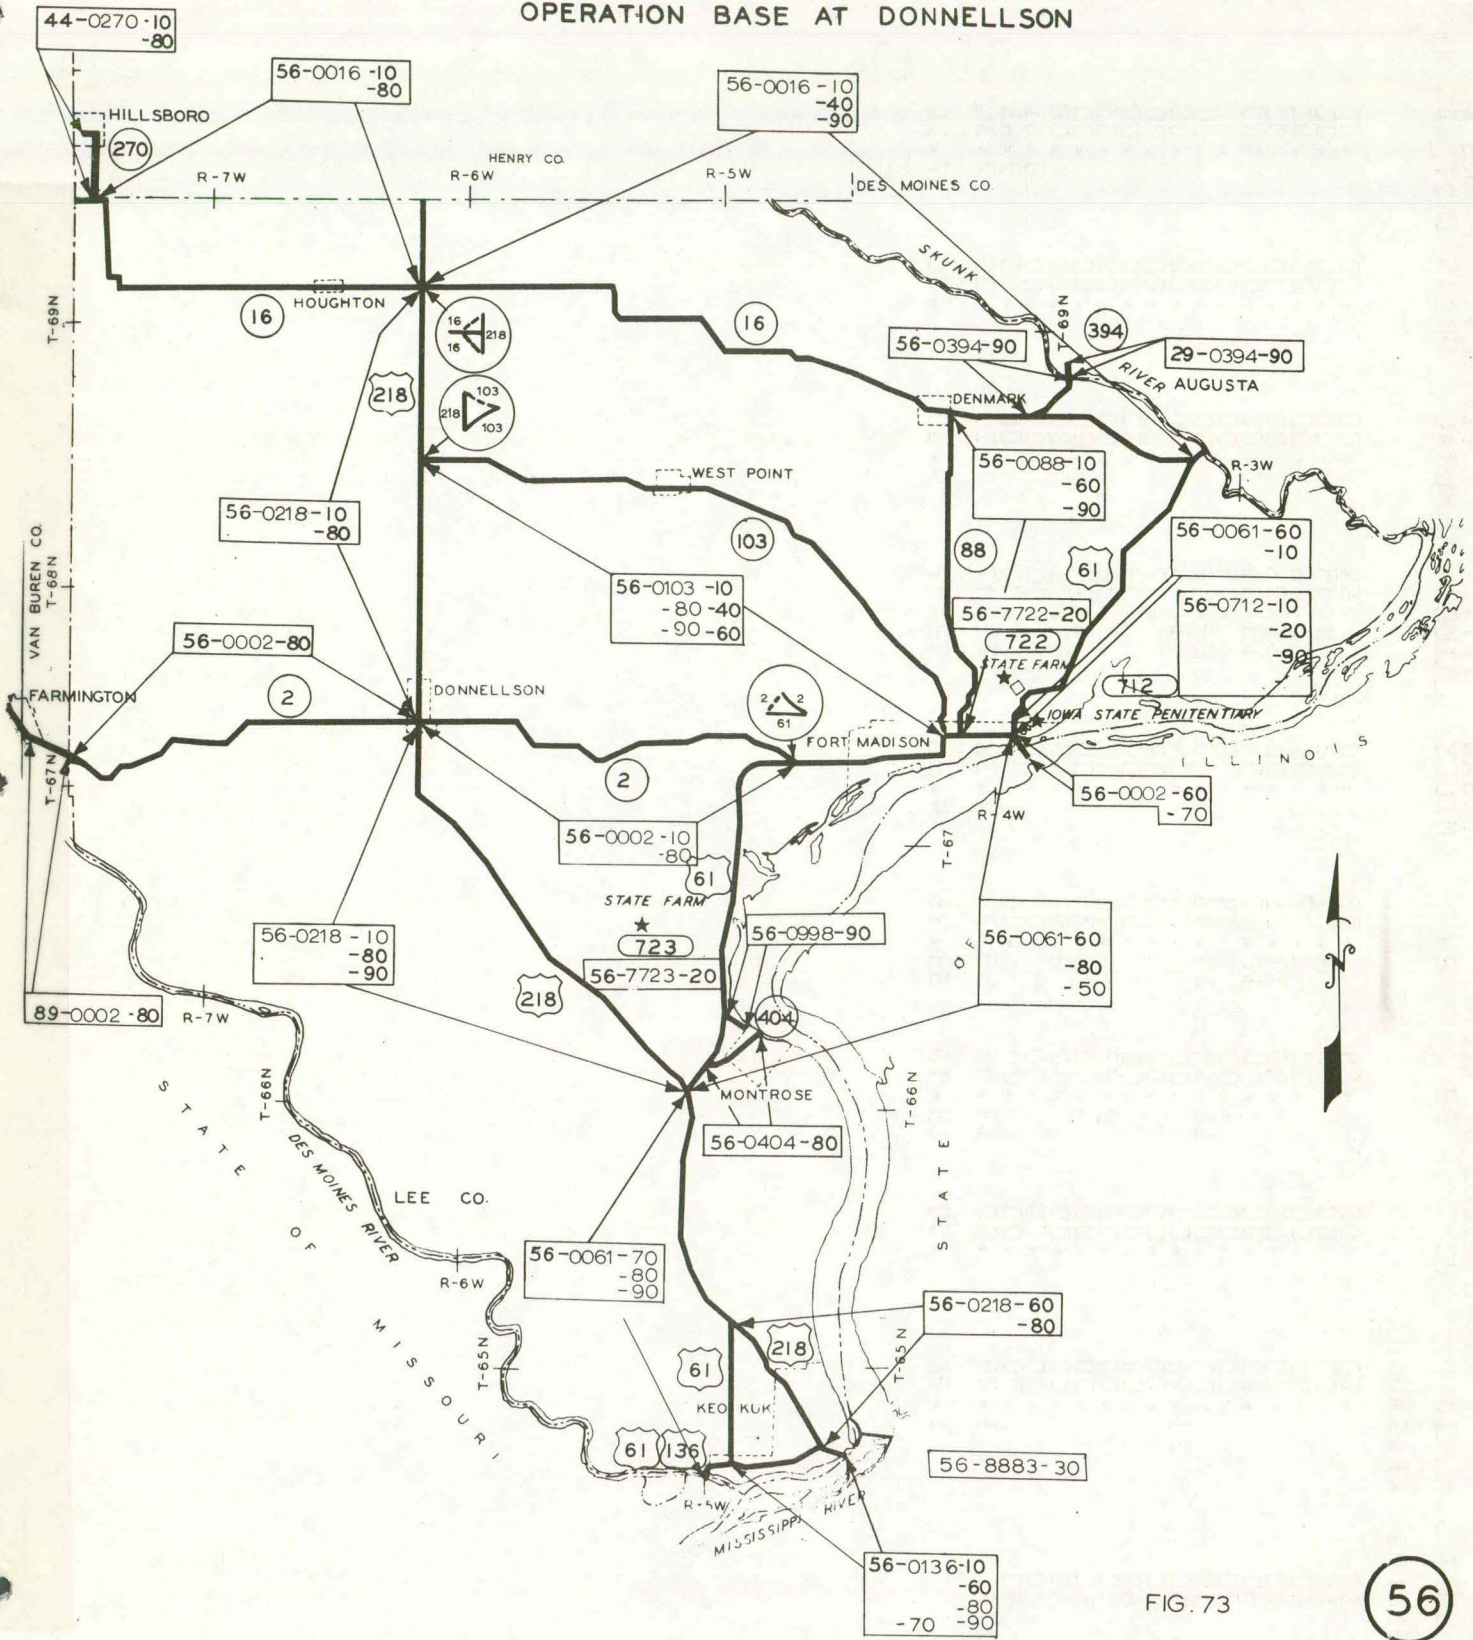 OPERATION BASE AT DONNELLSON
44-0270-10
-80
56-0016-10
-80
56-0016-10
-40
-90
HILLSBORO
270
HENRY CO.
R-7W
R-6W
R-5W
DES MOINES CO.
SKUNK
RIVER
T-69N
HOUGHTON
16
16
16
16
218
T-69N
394
56-0394-90
29-0394-90
AUGUSTA
218
218
103
103
DENMARK
WEST POINT
56-0088-10
-60
-90
R-3W
56-0218-10
-80
103
88
61
56-0061-60
-10
VAN BUREN CO.
T-68N
56-0103-10
-80-40
-90-60
56-7722-20
722
STATE FARM
56-0712-10
-20
-90
712
56-0002-80
FARMINGTON
2
DONNELLSON
2
2
61
FORT MADISON
IOWA STATE PENITENTIARY
ILLINOIS
T-67N
2
56-0002-60
-70
R-4W
56-0002-10
-80
T-67
61
STATE FARM
723
56-7723-20
56-0998-90
56-0061-60
-80
-50
OF
56-0218-10
-80
-90
218
89-0002-80
R-7W
404
T-66N
MONTROSE
T-66N
56-0404-80
STATE
STATE
OF
MISSOURI
DES MOINES RIVER
LEE CO.
R-6W
56-0061-70
-80
-90
56-0218-60
-80
T-65N
61
218
T-65N
KEOKUK
61
136
56-8883-30
R-5W
MISSISSIPPI RIVER
56-0136-10
-60
-80
-70 -90
FIG. 73
56
N